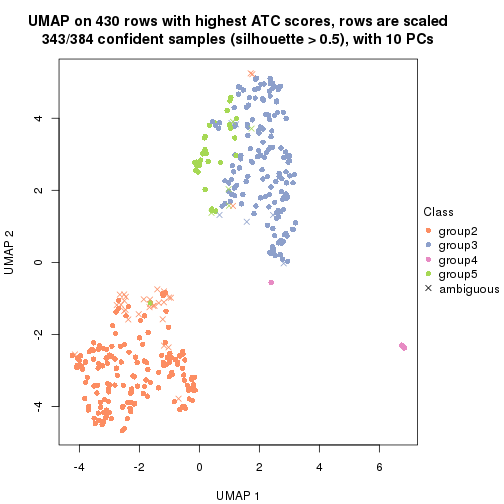 UMAP on 430 rows with highest ATC scores, rows are scaled
343/384 confident samples (silhouette > 0.5), with 10 PCs
4
2
0
-2
-4
UMAP 2
-4
-2
0
2
4
6
UMAP 1
Class
group2
group3
group4
group5
ambiguous